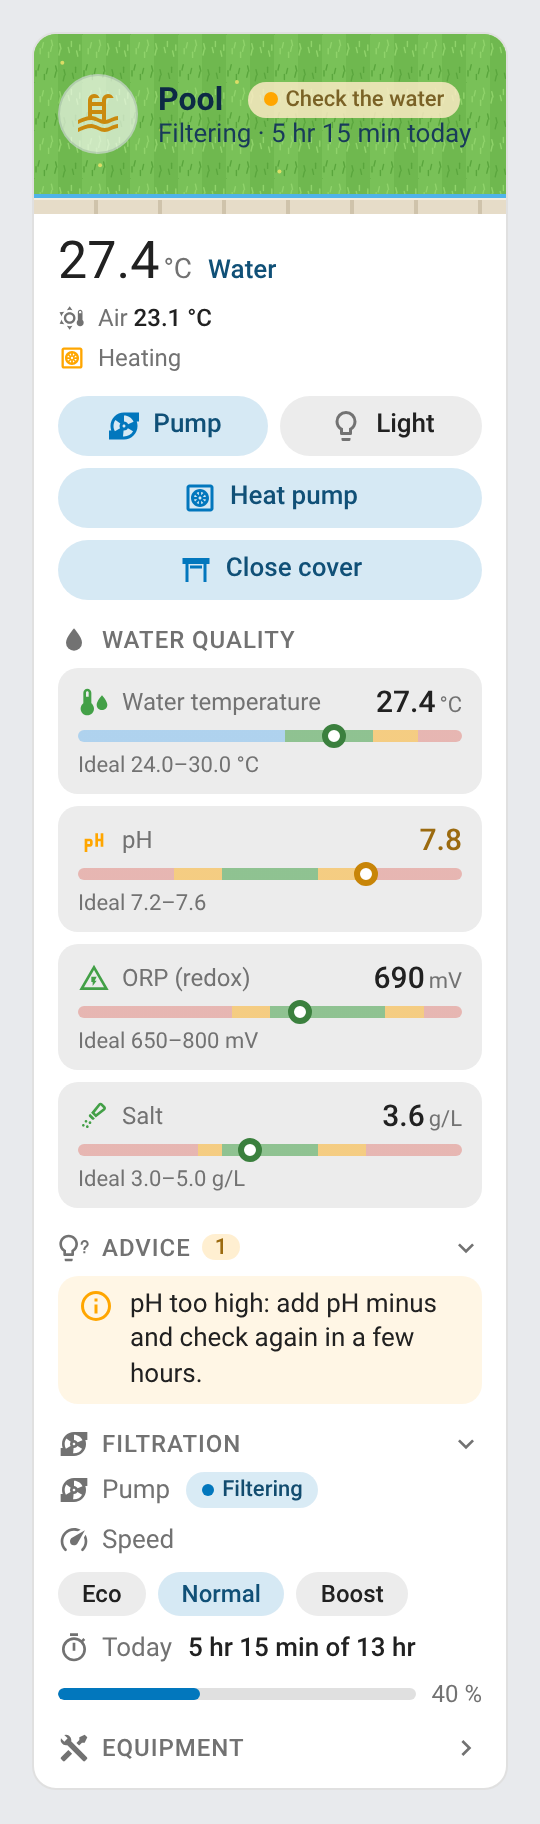 Pool
Check the water
Filtering · 5 hr 15 min today
27.4 °C Water
Air 23.1 °C
Heating
Pump
Light
Heat pump
Close cover
WATER QUALITY
Water temperature 27.4 °C
Ideal 24.0–30.0 °C
pH pH 7.8
Ideal 7.2–7.6
ORP (redox) 690 mV
Ideal 650–800 mV
Salt 3.6 g/L
Ideal 3.0–5.0 g/L
ADVICE 1
pH too high: add pH minus
and check again in a few
hours.
FILTRATION
Pump Filtering
Speed
Eco Normal Boost
Today 5 hr 15 min of 13 hr
40 %
EQUIPMENT